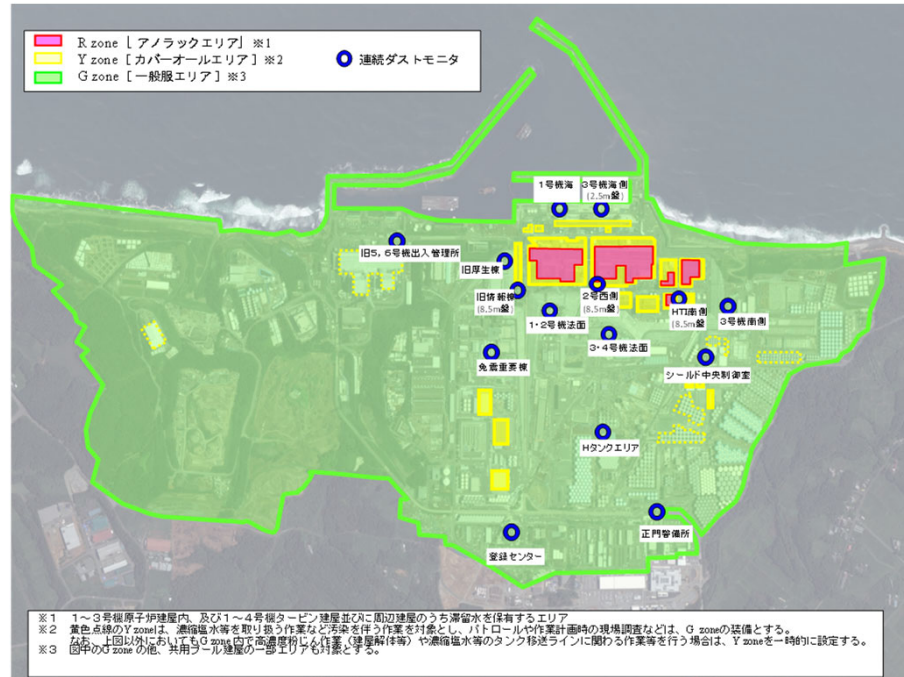 R zone [ アノラックエリア] ※1
Y zone [ カバーオールエリア ] ※2
G zone [ 一般服エリア ] ※3
連続ダストモニタ
1号機海
3号機海側
(2.5m盤)
旧5，6号機出入管理所
旧厚生棟
旧情報棟
(8.5m盤)
2号西側
(8.5m盤)
HTI南側
(8.5m盤)
1・2号機法面
3号機南側
3・4号機法面
免震重要棟
シールド中央制御室
Hタンクエリア
正門警備所
登録センター
※1　１～３号機原子炉建屋内、及び１～４号機タービン建屋並びに周辺建屋のうち滞留水を保有するエリア
※2　黄色点線のY zoneは、濃縮塩水等を取り扱う作業など汚染を伴う作業を対象とし、パトロールや作業計画時の現場調査などは、G zoneの装備とする。
なお、上図以外においてもG zone内で高濃度粉じん作業（建屋解体等）や濃縮塩水等のタンク移送ラインに関わる作業等を行う場合は、Y zoneを一時的に設定する。
※3　図中のG zone の他、共用プール建屋の一部エリアも対象とする。